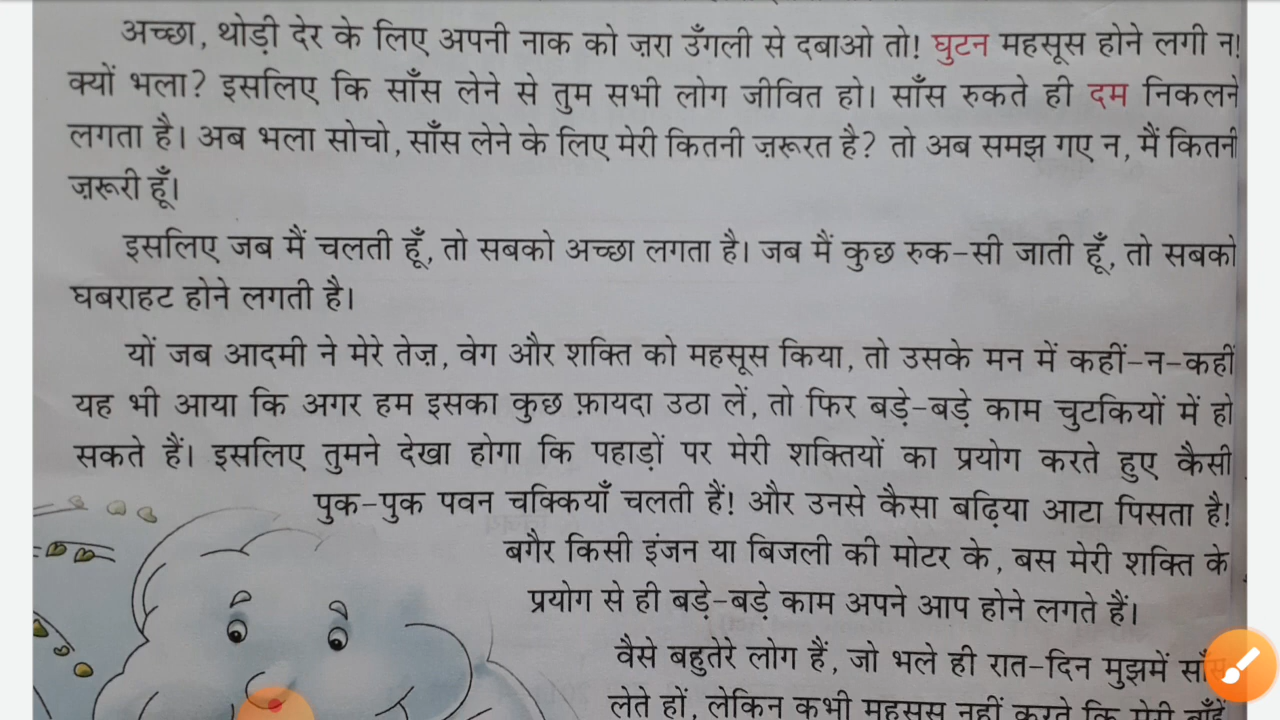 अच्छा, थोड़ी देर के लिए अपनी नाक को ज़रा उँगली से दबाओ तो! घुटन महसूस होने लगी न!
क्यों भला? इसलिए कि साँस लेने से तुम सभी लोग जीवित हो। साँस रुकते ही दम निकलने
लगता है। अब भला सोचो, साँस लेने के लिए मेरी कितनी ज़रूरत है? तो अब समझ गए न, मैं कितनी
ज़रूरी हूँ।
इसलिए जब मैं चलती हूँ, तो सबको अच्छा लगता है। जब मैं कुछ रुक-सी जाती हूँ, तो सबको
घबराहट होने लगती है।
यों जब आदमी ने मेरे तेज़, वेग और शक्ति को महसूस किया, तो उसके मन में कहीं-न-कहीं
यह भी आया कि अगर हम इसका कुछ फ़ायदा उठा लें, तो फिर बड़े-बड़े काम चुटकियों में हो
सकते हैं। इसलिए तुमने देखा होगा कि पहाड़ों पर मेरी शक्तियों का प्रयोग करते हुए कैसी
पुक-पुक पवन चक्कियाँ चलती हैं! और उनसे कैसा बढ़िया आटा पिसता है!
बगैर किसी इंजन या बिजली की मोटर के, बस मेरी शक्ति के
प्रयोग से ही बड़े-बड़े काम अपने आप होने लगते हैं।
वैसे बहुतेरे लोग हैं, जो भले ही रात-दिन मुझमें साँस
लेते हों, लेकिन कभी महसूस नहीं करते कि मेरी